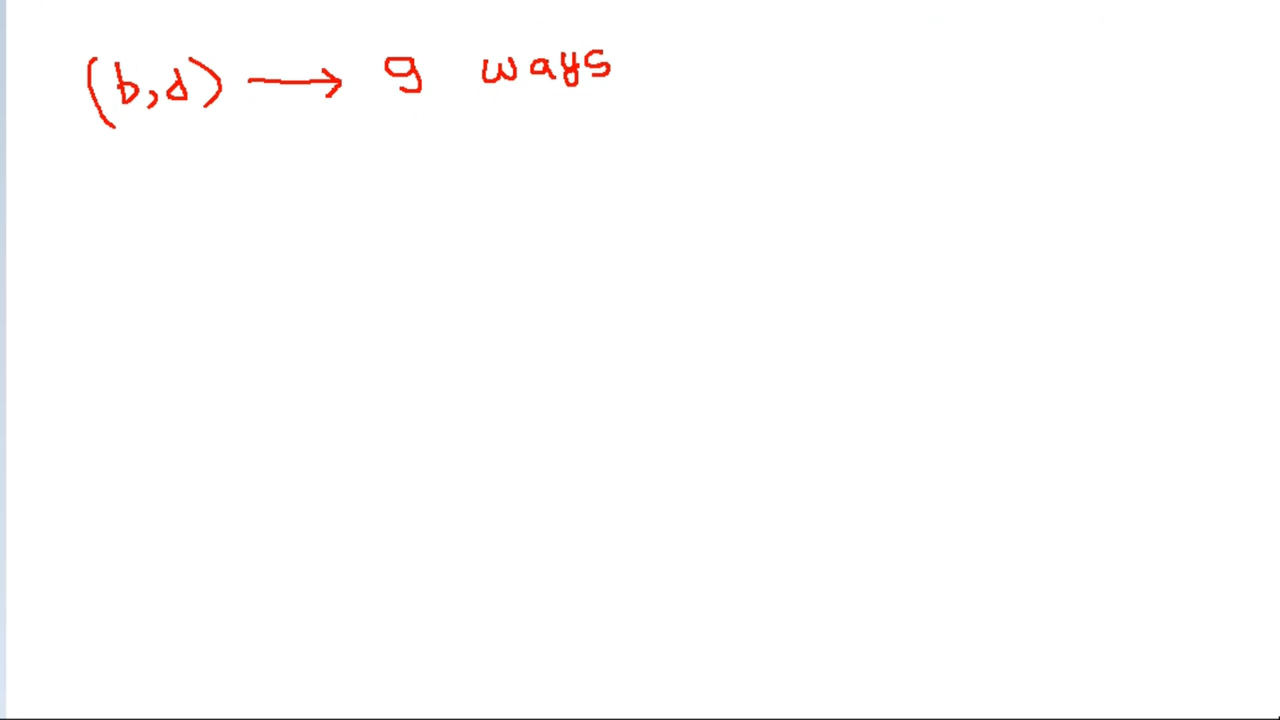 (b,d) → 9 ways